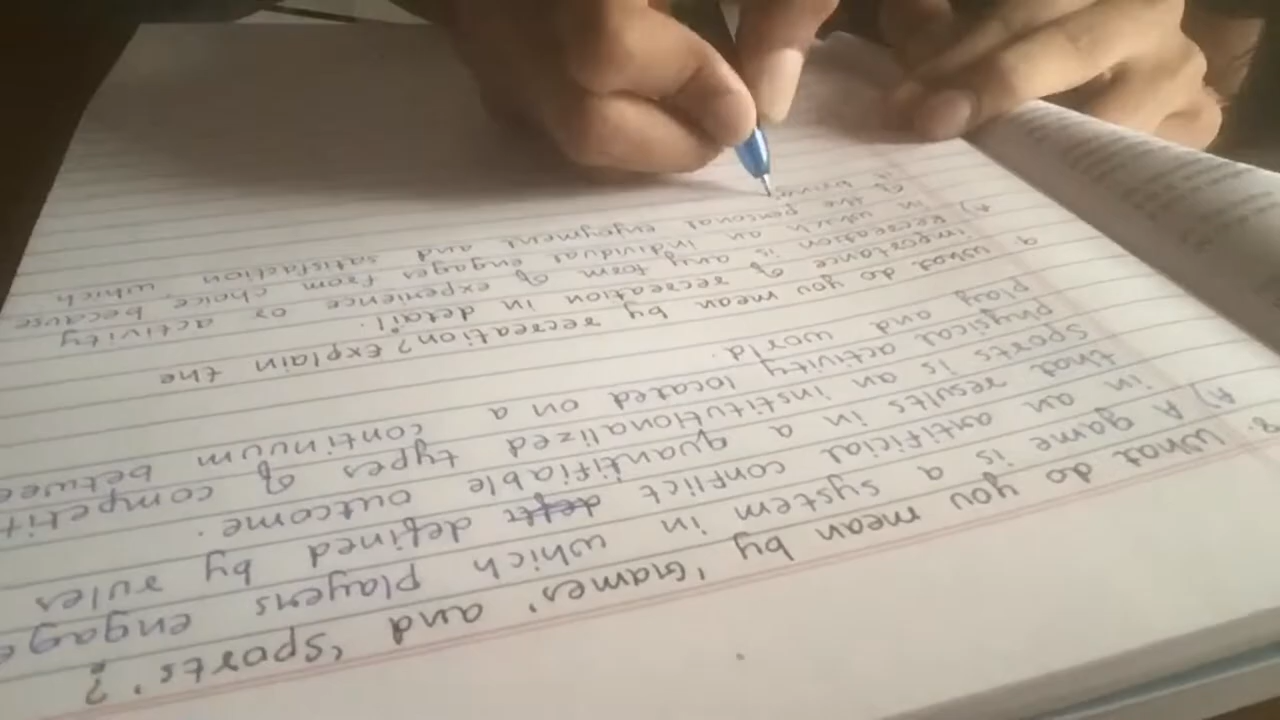 8. What do you mean by 'Games' and 'Sports'?
A) A game is a system in which players engage
in an artificial conflict defined by rules
that results in a quantifiable outcome.
Sports is an institutionalized types of competit
physical activity located on a continuum betwee
play and world.
9. What do you mean by recreation? Explain the
importance of recreation in detail.
A) Recreation is any form of experience or activity
in which an individual engages from choice, because
of the personal enjoyment and satisfaction which
it brings